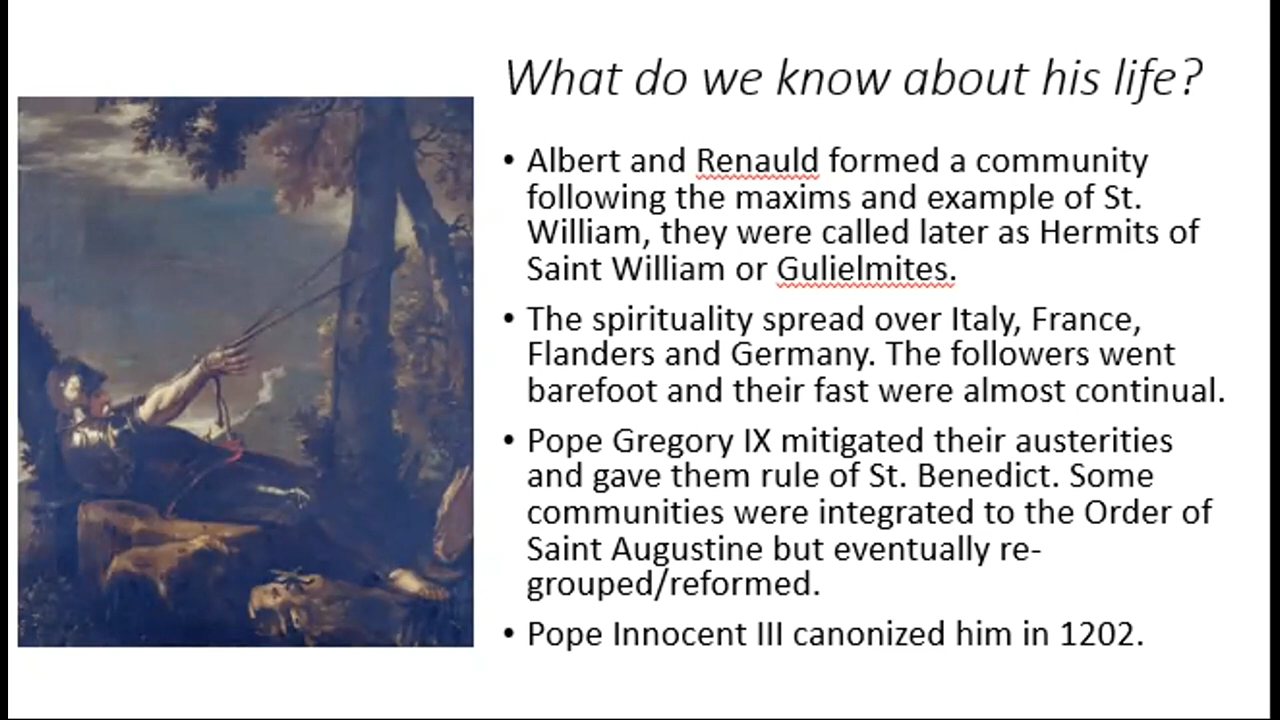 What do we know about his life?
• Albert and Renauld formed a community
following the maxims and example of St.
William, they were called later as Hermits of
Saint William or Gulielmites.
• The spirituality spread over Italy, France,
Flanders and Germany. The followers went
barefoot and their fast were almost continual.
• Pope Gregory IX mitigated their austerities
and gave them rule of St. Benedict. Some
communities were integrated to the Order of
Saint Augustine but eventually re-
grouped/reformed.
• Pope Innocent III canonized him in 1202.